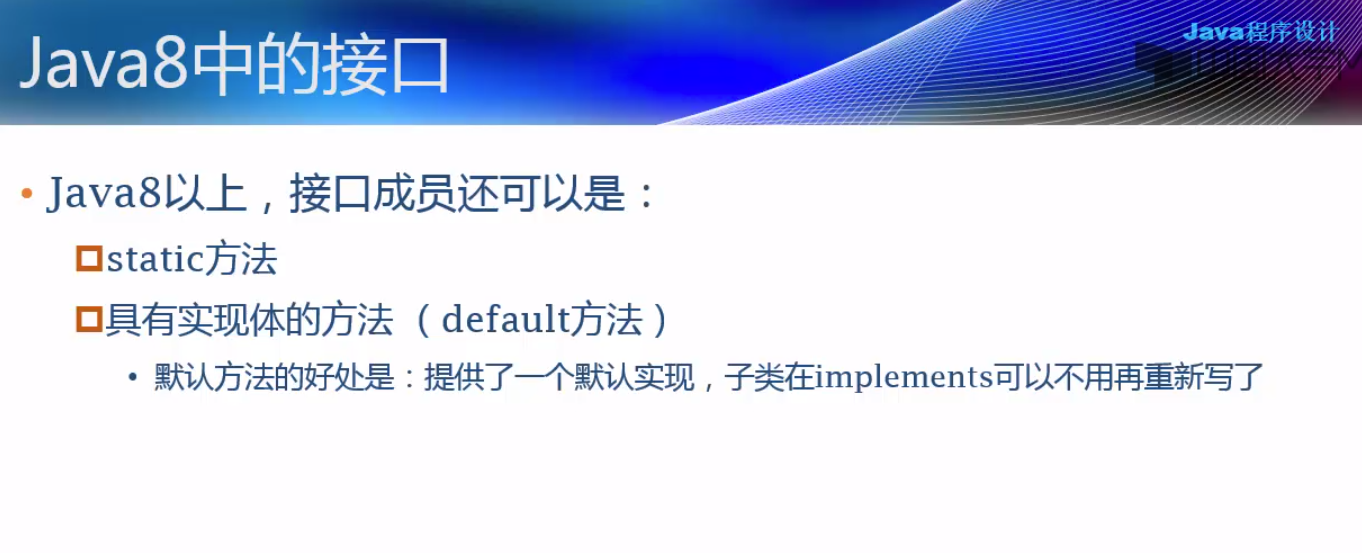 Java程序设计
Java8中的接口
Java8以上，接口成员还可以是：
static方法
具有实现体的方法 （default方法）
默认方法的好处是：提供了一个默认实现，子类在implements可以不用再重新写了